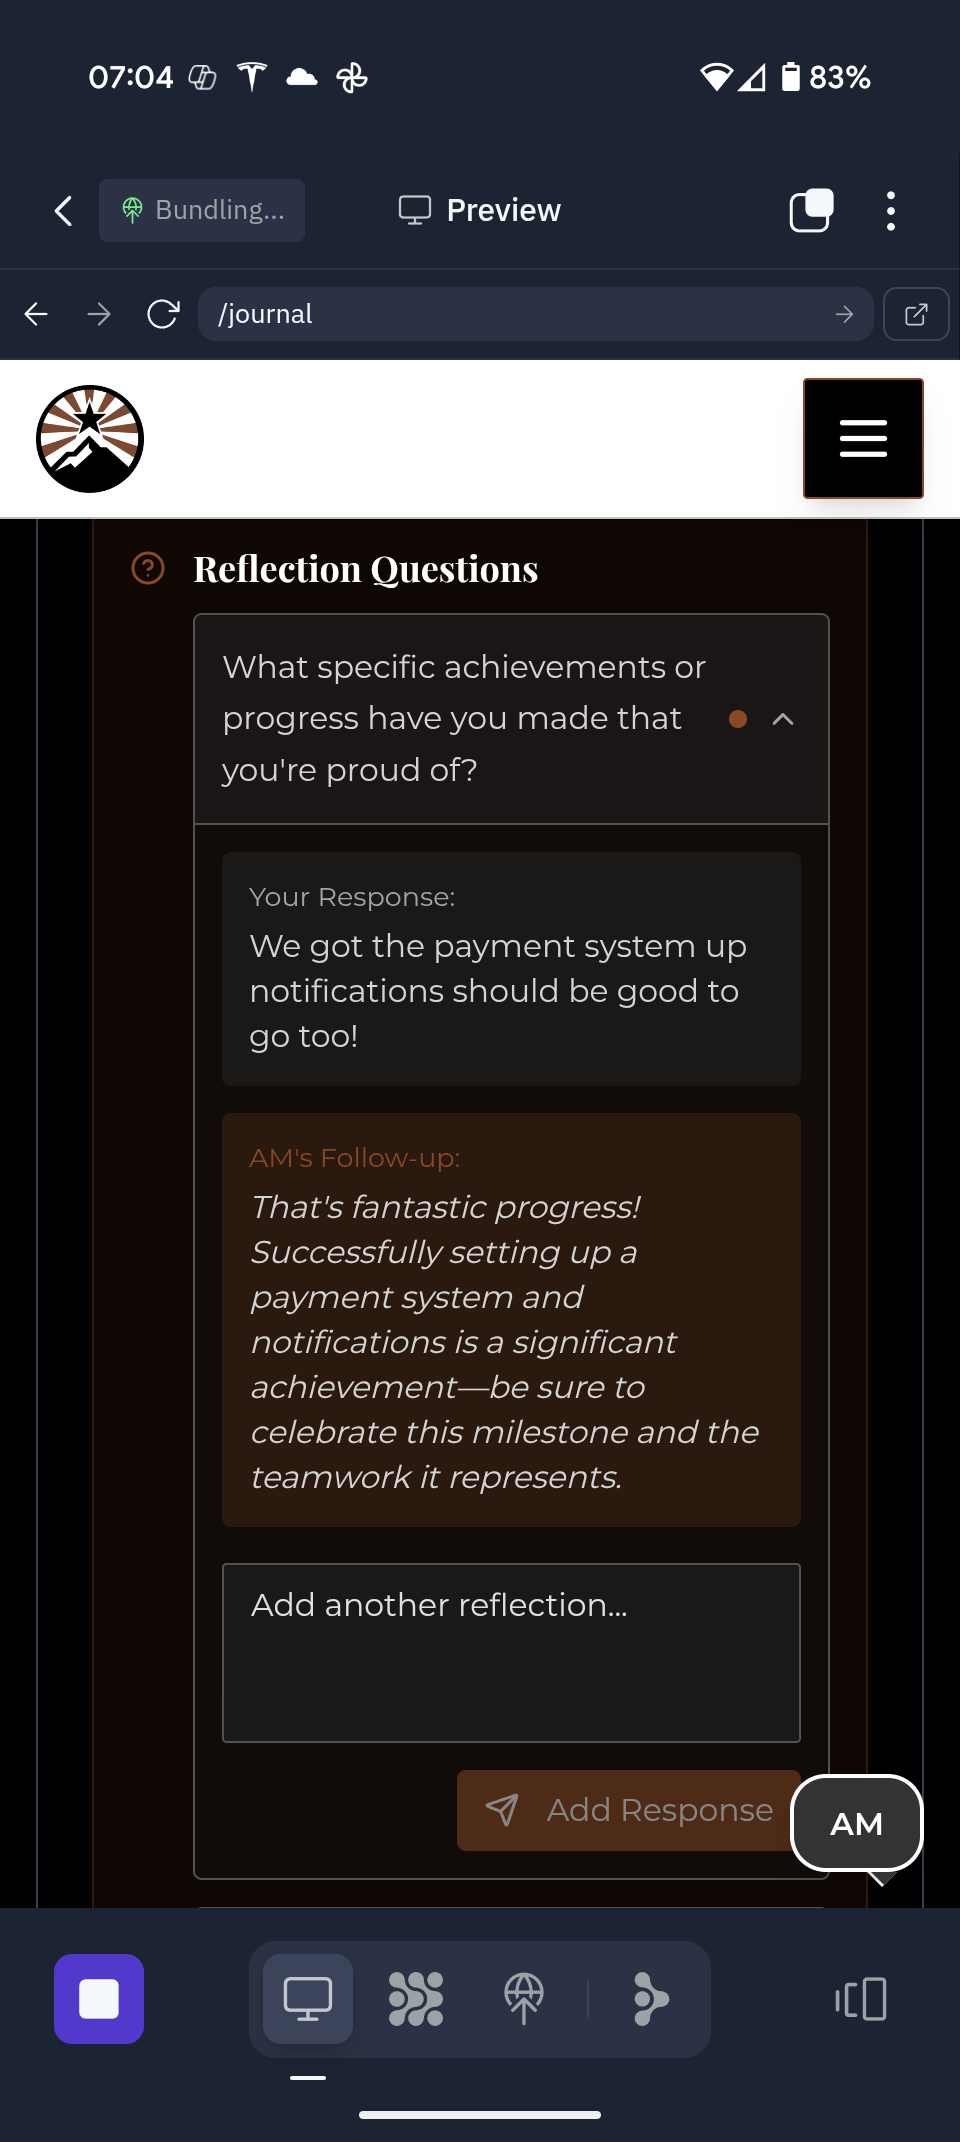 07:04
83%
Bundling...
Preview
/journal
Reflection Questions
What specific achievements or
progress have you made that
you're proud of?
Your Response:
We got the payment system up
notifications should be good to
go too!
AM's Follow-up:
That's fantastic progress!
Successfully setting up a
payment system and
notifications is a significant
achievement—be sure to
celebrate this milestone and the
teamwork it represents.
Add another reflection...
Add Response
AM